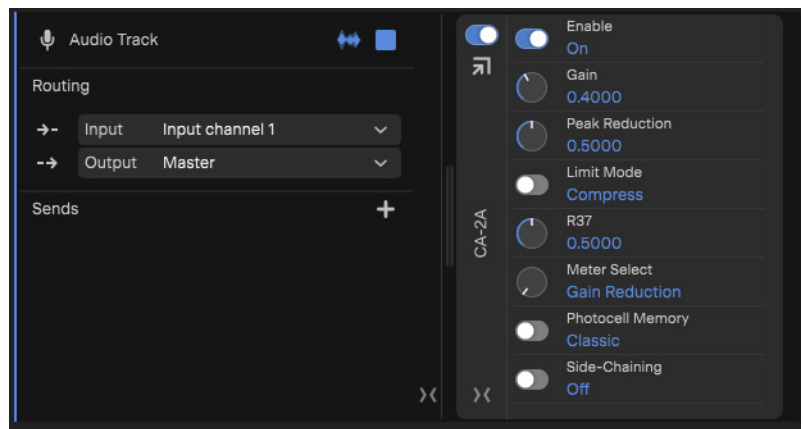 Audio Track
Routing
Input Input channel 1
Output Master
Sends
CA-2A
Enable
On
Gain
0.4000
Peak Reduction
0.5000
Limit Mode
Compress
R37
0.5000
Meter Select
Gain Reduction
Photocell Memory
Classic
Side-Chaining
Off